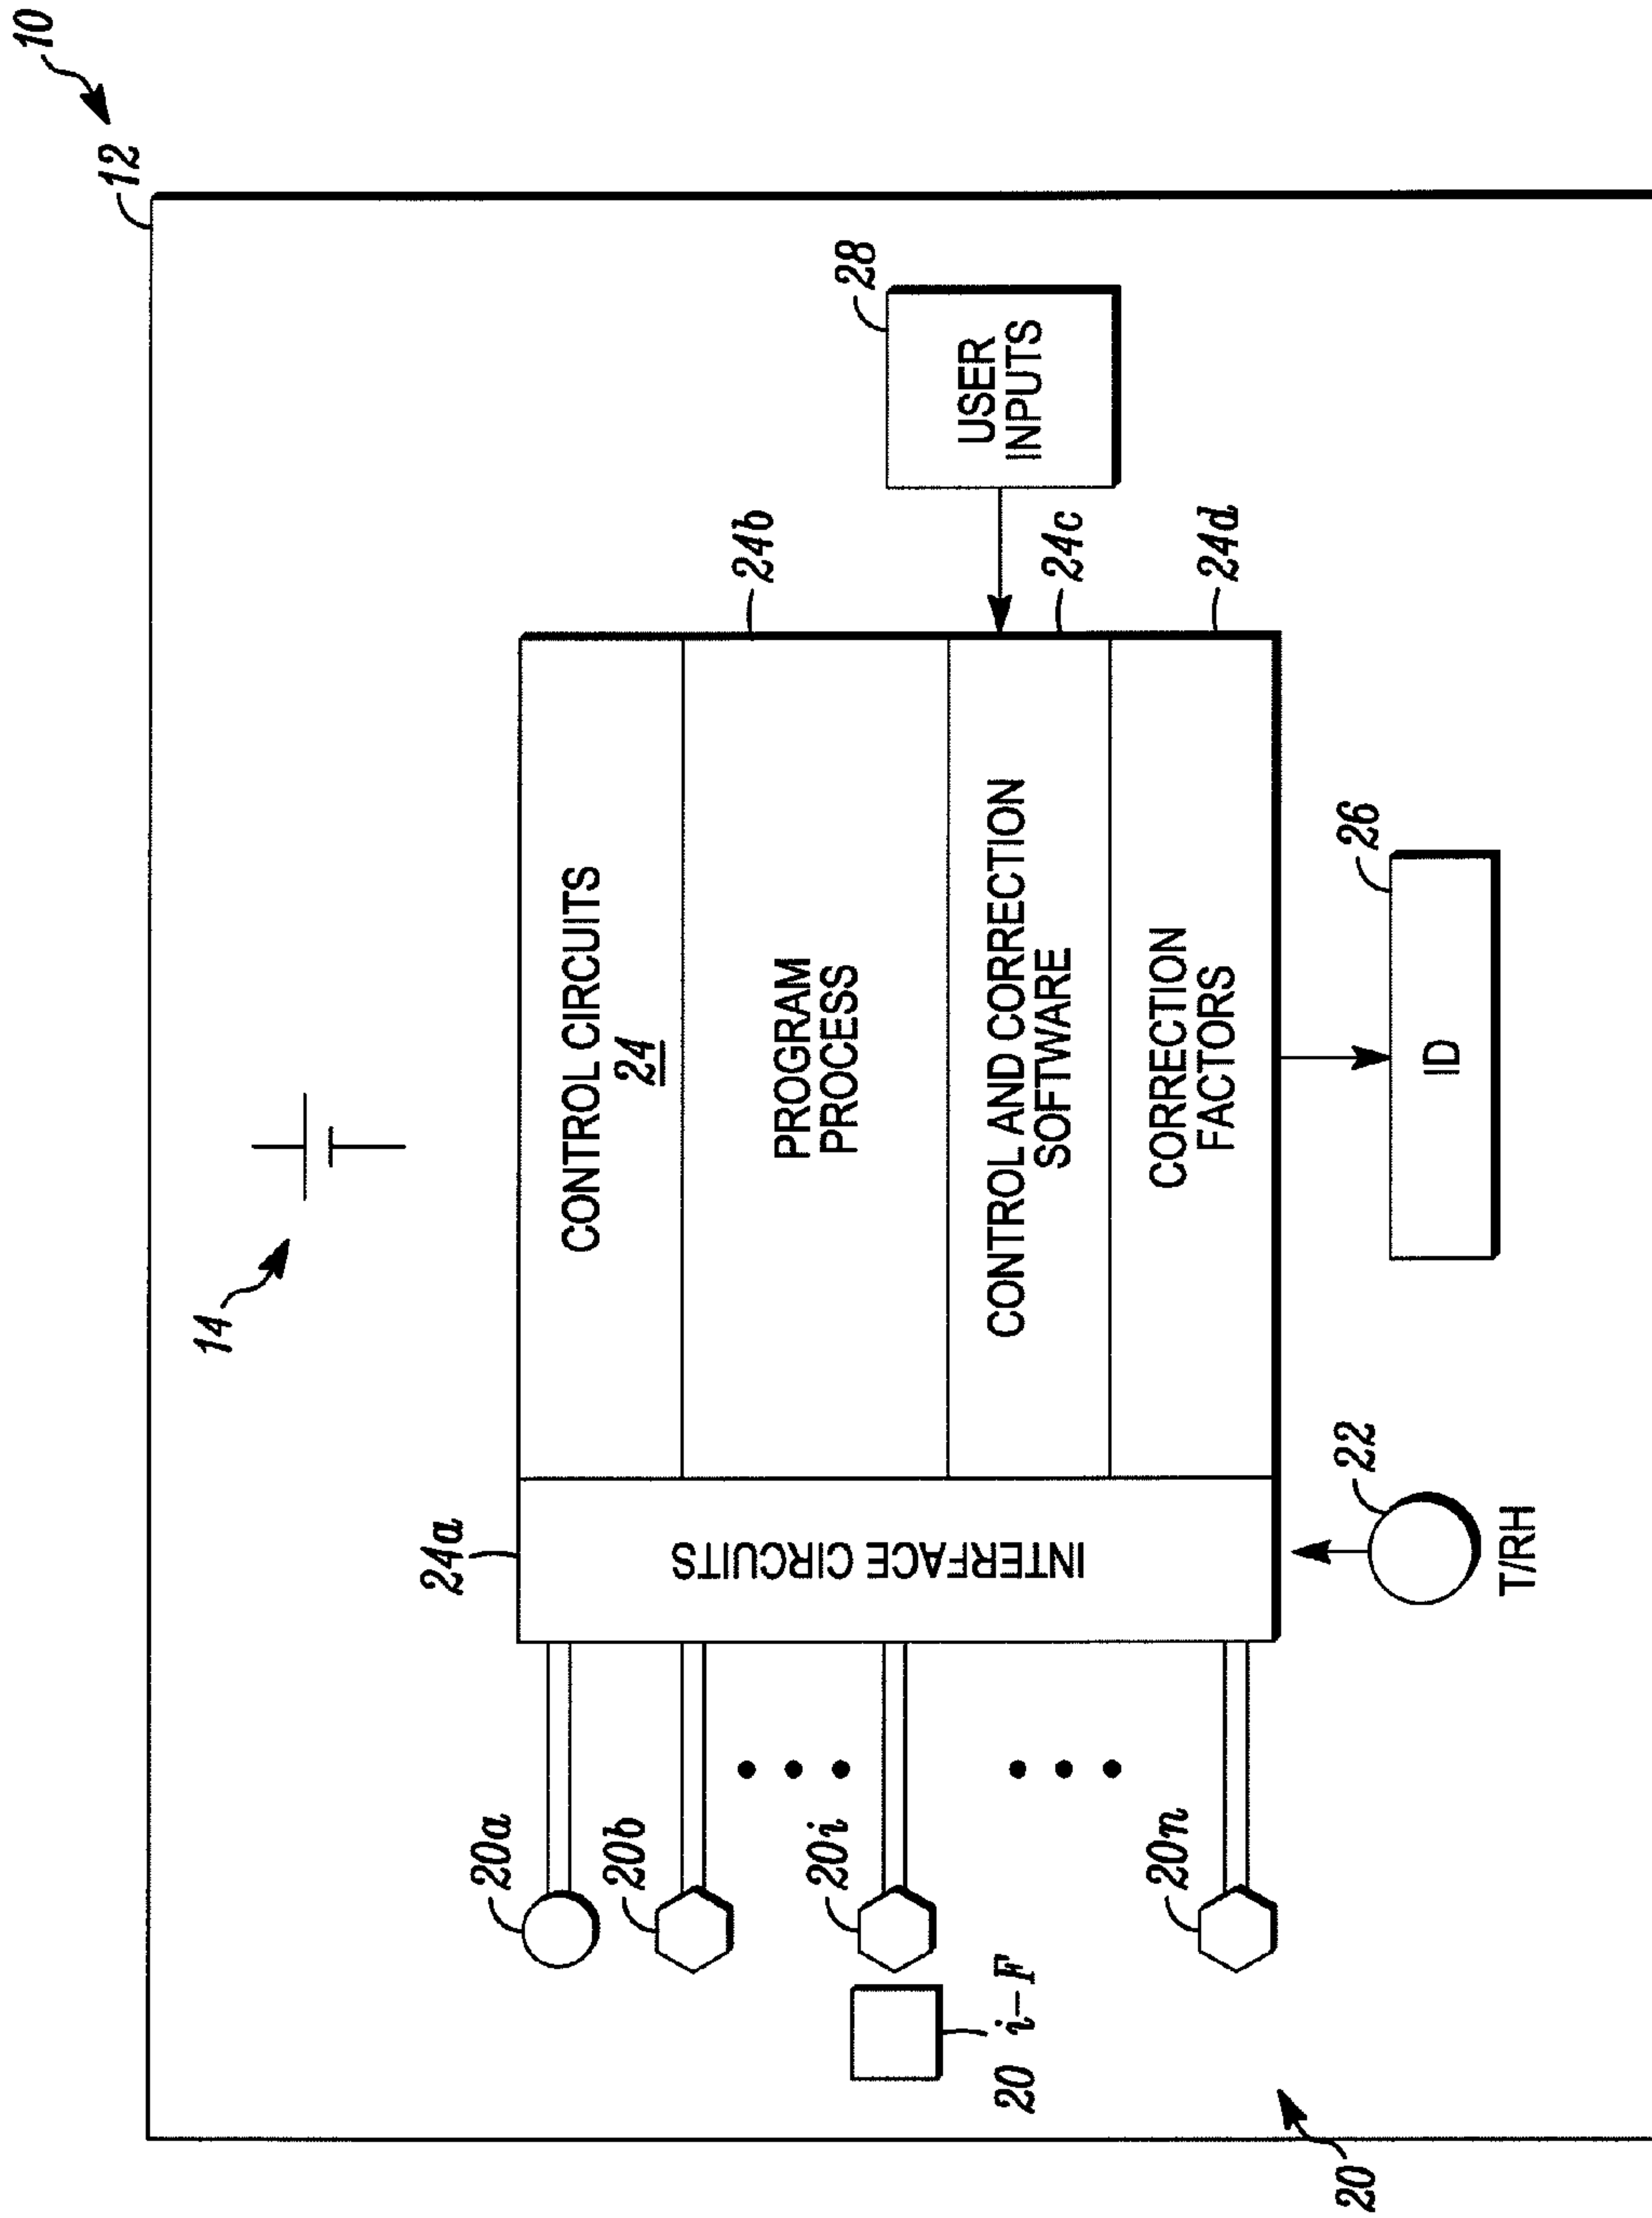 10
12
14
CONTROL CIRCUITS
24
24a
24b
PROGRAM
PROCESS
USER
INPUTS
28
CONTROL AND CORRECTION
SOFTWARE
24c
CORRECTION
FACTORS
24d
INTERFACE CIRCUITS
20a
20b
20i
20 i-F
20n
20
22
T/RH
26
ID